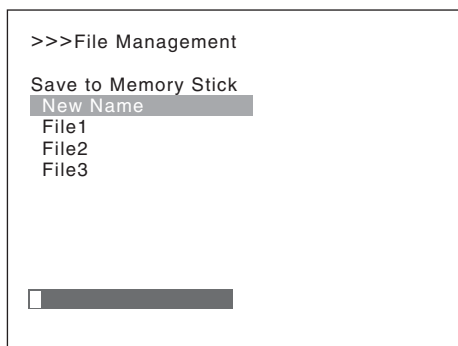 >>>File Management
Save to Memory Stick
New Name
File1
File2
File3